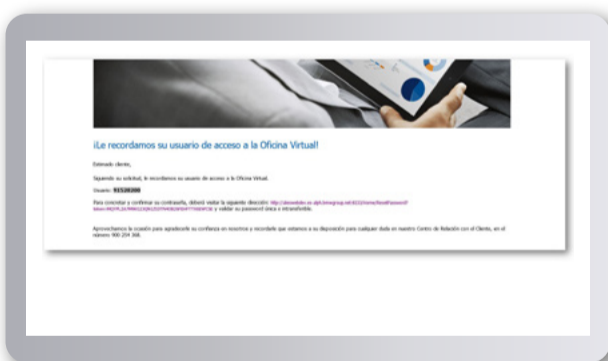 ¡Le recordamos su usuario de acceso a la Oficina Virtual!
Estimado cliente,
Siguiendo su solicitud, le recordamos su usuario de acceso a la Oficina Virtual.
Usuario: 91520200
Para concretar y confirmar su contraseña, deberá visitar la siguiente dirección:
y validar su password única e intransferible.
Aprovechamos la ocasión para agradecerle su confianza en nosotros y recordarle que estamos a su disposición para cualquier duda en nuestro Centro de Relación con el Cliente, en el
número 900 254 368.